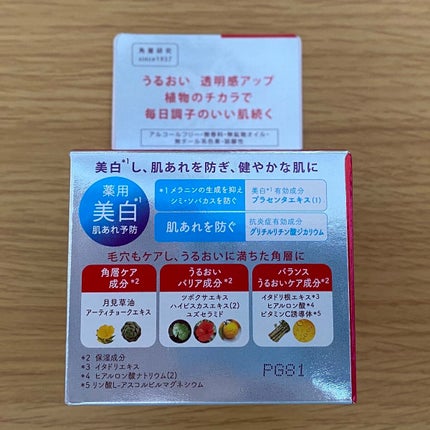 角層研究
since1937
うるおい 透明感アップ
植物のチカラで
毎日調子のいい肌続く
アルコールフリー・無香料・無鉱物オイル・
無タール系色素・弱酸性
美白*¹し、肌あれを防ぎ、健やかな肌に
薬用
美白*¹
肌あれ予防
*1 メラニンの生成を抑え
シミ・ソバカスを防ぐ
美白*¹有効成分
プラセンタエキス(1)
肌あれを防ぐ
抗炎症有効成分
グリチルリチン酸ジカリウム
毛穴もケアし、うるおいに満ちた角層に
角層ケア
成分*2
月見草油
アーティチョークエキス
うるおい
バリア成分*2
ツボクサエキス
ハイビスカスエキス(2)
ユズセラミド
バランス
うるおいケア成分*2
イタドリ根エキス*3
ヒアルロン酸*4
ビタミンC誘導体*5
*2 保湿成分
*3 イタドリエキス
*4 ヒアルロン酸ナトリウム(2)
*5 リン酸L-アスコルビルマグネシウム
PG81